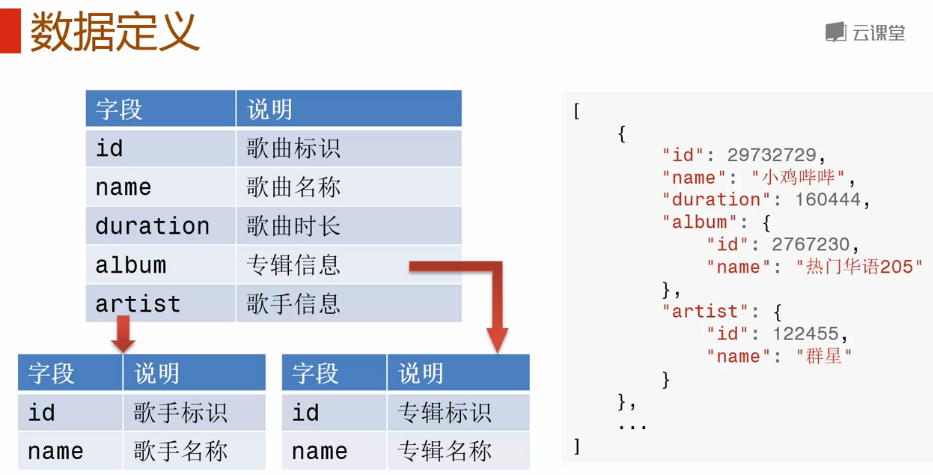 数据定义
云课堂
字段 说明
id 歌曲标识
name 歌曲名称
duration 歌曲时长
album 专辑信息
artist 歌手信息
字段 说明
id 歌手标识
name 歌手名称
字段 说明
id 专辑标识
name 专辑名称
[
{
"id": 29732729,
"name": "小鸡哔哔",
"duration": 160444,
"album": {
"id": 2767230,
"name": "热门华语205"
},
"artist": {
"id": 122455,
"name": "群星"
}
},
...
]